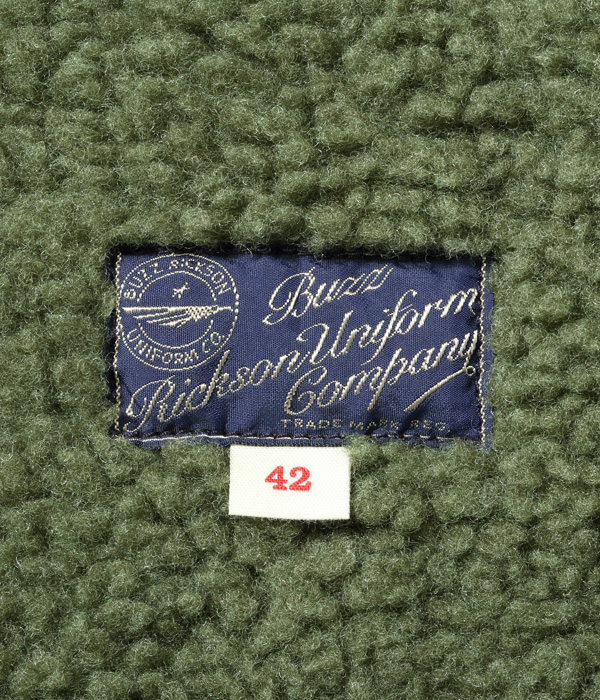 BUZZ RICKSON
UNIFORM CO.
Buzz
Rickson Uniform
Company
TRADE MARK REG.
42